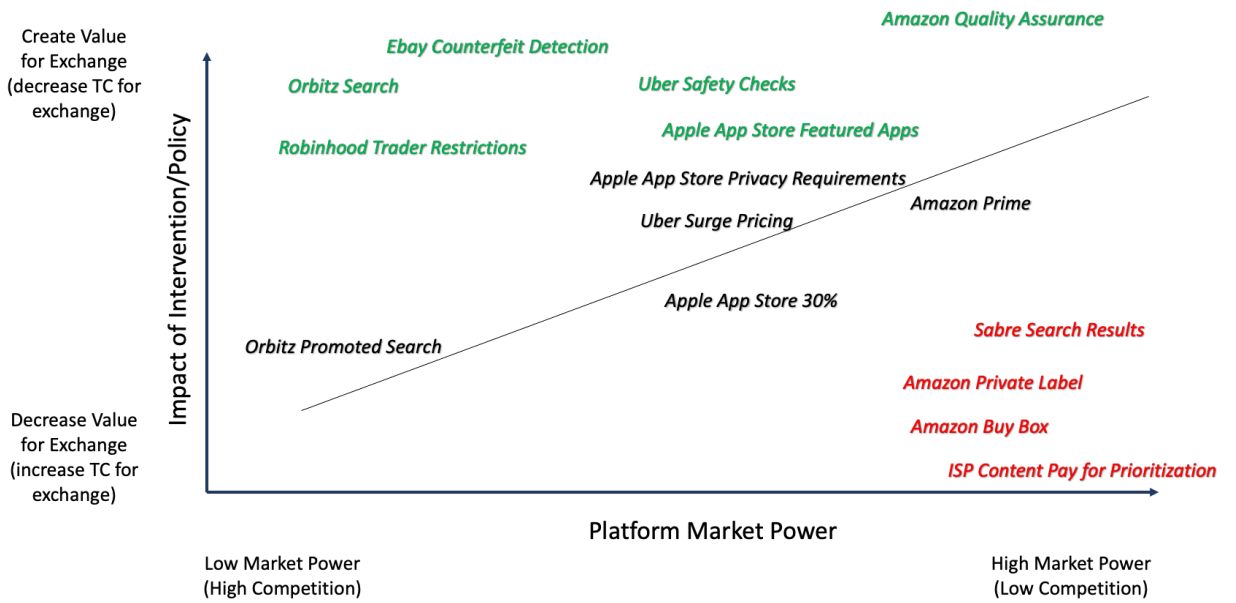 Create Value
for Exchange
(decrease TC for
exchange)
Amazon Quality Assurance
Ebay Counterfeit Detection
Orbitz Search
Uber Safety Checks
Apple App Store Featured Apps
Robinhood Trader Restrictions
Apple App Store Privacy Requirements
Amazon Prime
Uber Surge Pricing
Apple App Store 30%
Sabre Search Results
Orbitz Promoted Search
Amazon Private Label
Amazon Buy Box
ISP Content Pay for Prioritization
Impact of Intervention/Policy
Decrease Value
for Exchange
(increase TC for
exchange)
Platform Market Power
Low Market Power
(High Competition)
High Market Power
(Low Competition)